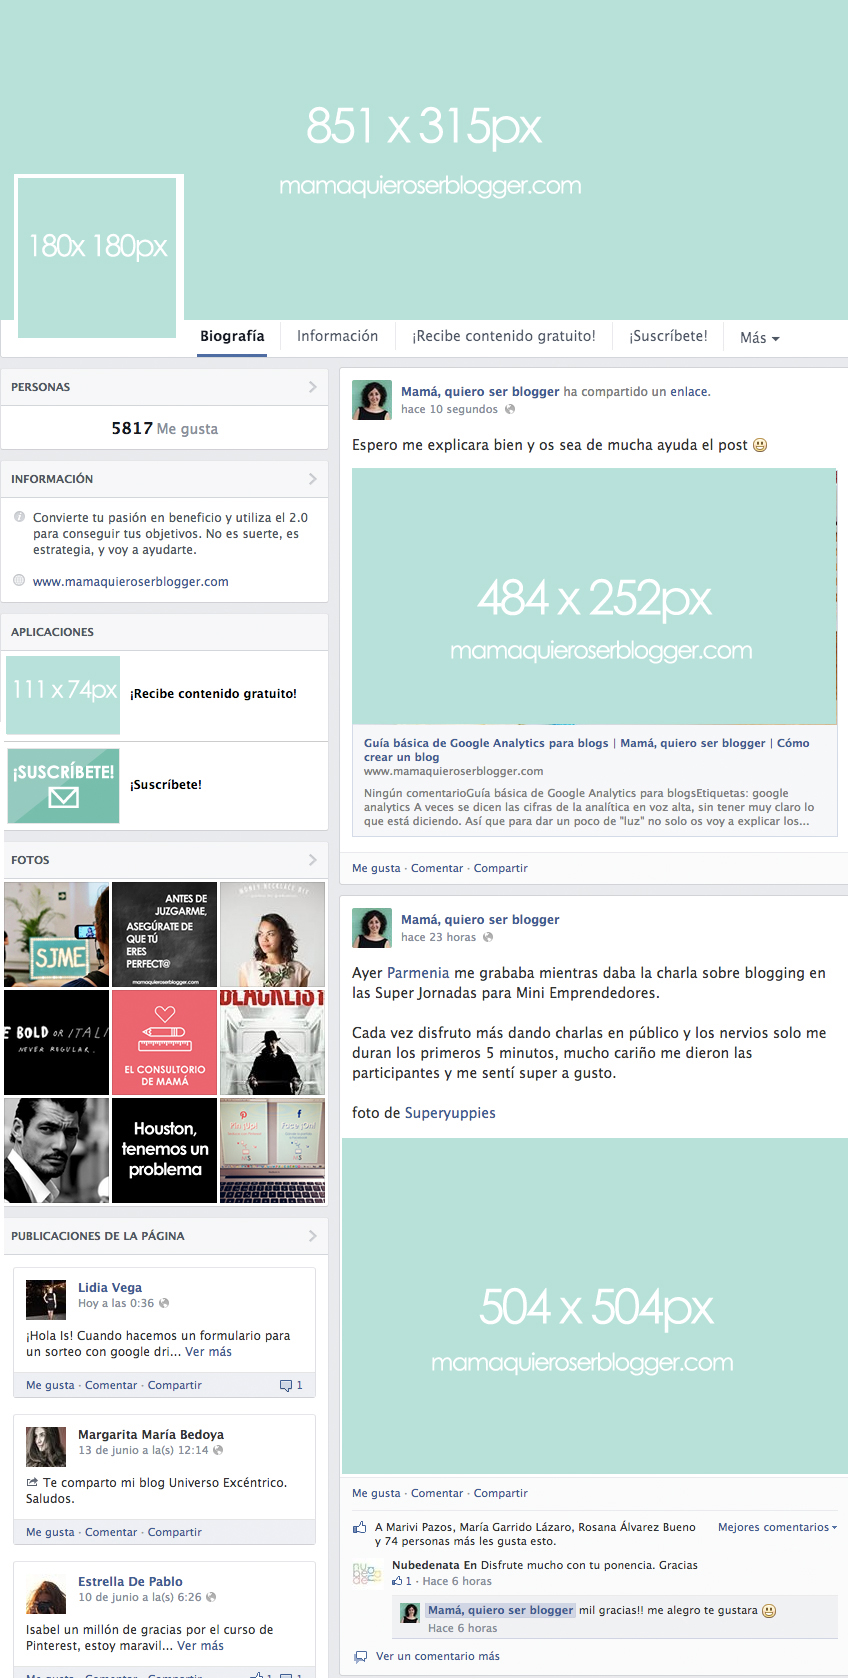 851 x 315px
mamaquieroserblogger.com
180x 180px
Biografía
Información
¡Recibe contenido gratuito!
¡Suscríbete!
Más
PERSONAS
5817 Me gusta
INFORMACIÓN
Convierte tu pasión en beneficio y utiliza el 2.0
para conseguir tus objetivos. No es suerte, es
estrategia, y voy a ayudarte.
www.mamaquieroserblogger.com
APLICACIONES
111 x 74px
¡Recibe contenido gratuito!
¡SUSCRÍBETE!
¡Suscríbete!
FOTOS
SJME
ANTES DE
JUZGARME,
ASEGÚRATE DE
QUE TÚ
ERES
PERFECT@
mamaquieroserblogger.com
MONEY NECKLACE DIY
E BOLD or ITALI
NEVER REGULAR.
EL CONSULTORIO
DE MAMÁ
BLACKLIST
Houston,
tenemos un
problema
Pin ¡Up!
Face ¡On!
PUBLICACIONES DE LA PÁGINA
Lidia Vega
Hoy a las 0:36
¡Hola Is! Cuando hacemos un formulario para
un sorteo con google dri... Ver más
Me gusta · Comentar · Compartir
1
Margarita María Bedoya
13 de junio a la(s) 12:14
Te comparto mi blog Universo Excéntrico.
Saludos.
Me gusta · Comentar · Compartir
Estrella De Pablo
10 de junio a la(s) 6:26
Isabel un millón de gracias por el curso de
Pinterest, estoy maravil... Ver más
Me gusta · Comentar · Compartir
1
1
Mamá, quiero ser blogger ha compartido un enlace.
hace 10 segundos
Espero me explicara bien y os sea de mucha ayuda el post
484 x 252px
mamaquieroserblogger.com
Guía básica de Google Analytics para blogs | Mamá, quiero ser blogger | Cómo
crear un blog
www.mamaquieroserblogger.com
Ningún comentarioGuía básica de Google Analytics para blogsEtiquetas: google
analytics A veces se dicen las cifras de la analítica en voz alta, sin tener muy claro lo
que está diciendo. Así que para dar un poco de "luz" no solo os voy a explicar los...
Me gusta · Comentar · Compartir
Mamá, quiero ser blogger
hace 23 horas
Ayer Parmenia me grababa mientras daba la charla sobre blogging en
las Super Jornadas para Mini Emprendedores.
Cada vez disfruto más dando charlas en público y los nervios solo me
duran los primeros 5 minutos, mucho cariño me dieron las
participantes y me sentí super a gusto.
foto de Superyuppies
504 x 504px
mamaquieroserblogger.com
Me gusta · Comentar · Compartir
A Marivi Pazos, María Garrido Lázaro, Rosana Álvarez Bueno
y 74 personas más les gusta esto.
Mejores comentarios
Nubedenata En Disfrute mucho con tu ponencia. Gracias
1 · Hace 6 horas
Mamá, quiero ser blogger mil gracias!! me alegro te gustara
Hace 6 horas
Ver un comentario más